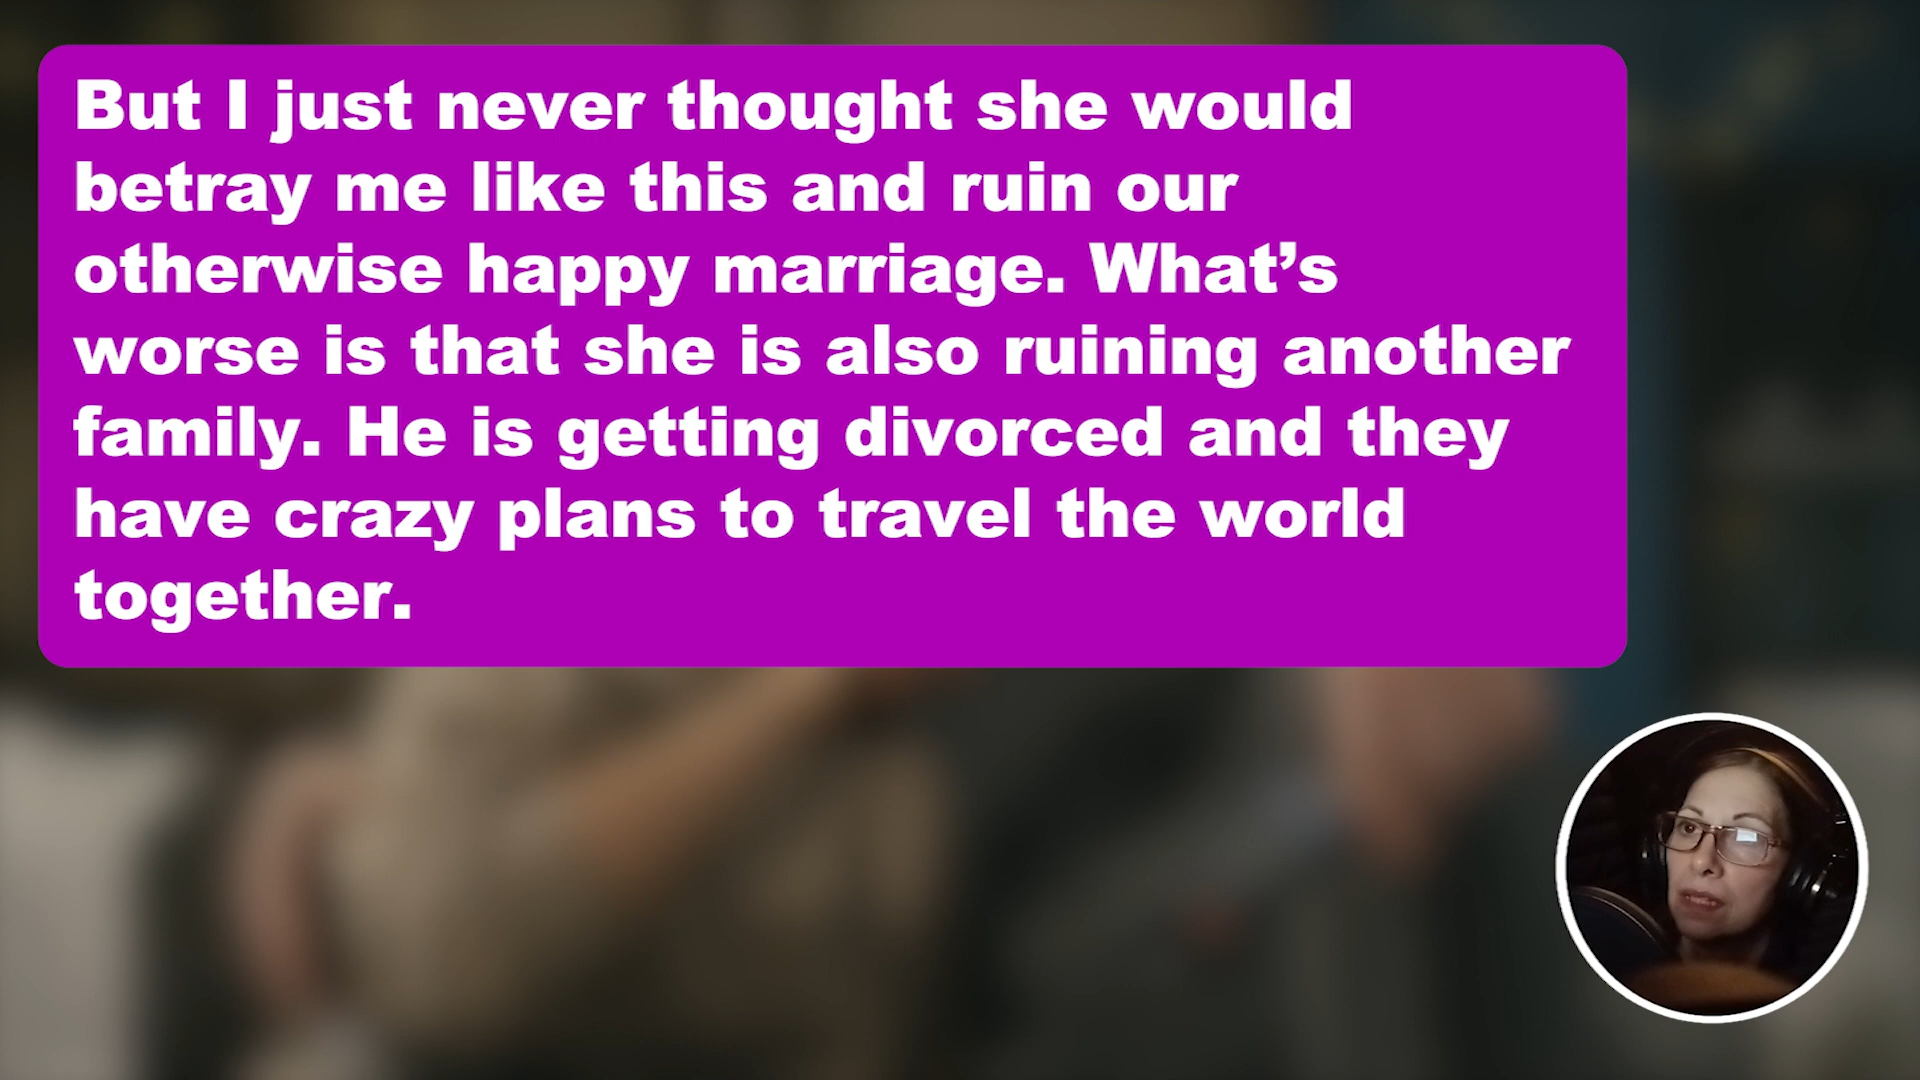 But I just never thought she would
betray me like this and ruin our
otherwise happy marriage. What’s
worse is that she is also ruining another
family. He is getting divorced and they
have crazy plans to travel the world
together.